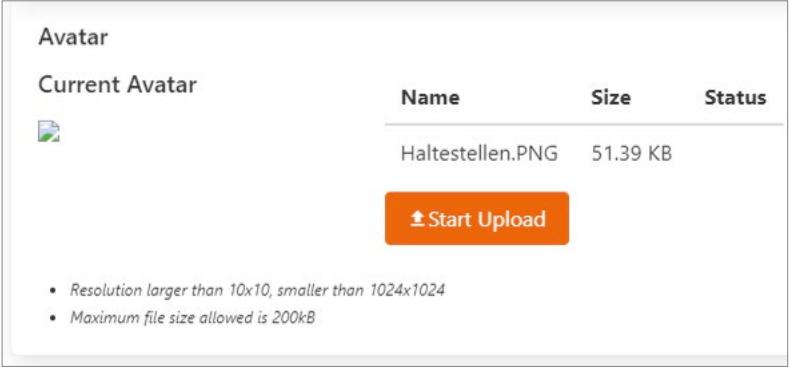 Avatar
Current Avatar
Name Size Status
Haltestellen.PNG 51.39 KB
Start Upload
Resolution larger than 10x10, smaller than 1024x1024
Maximum file size allowed is 200kB